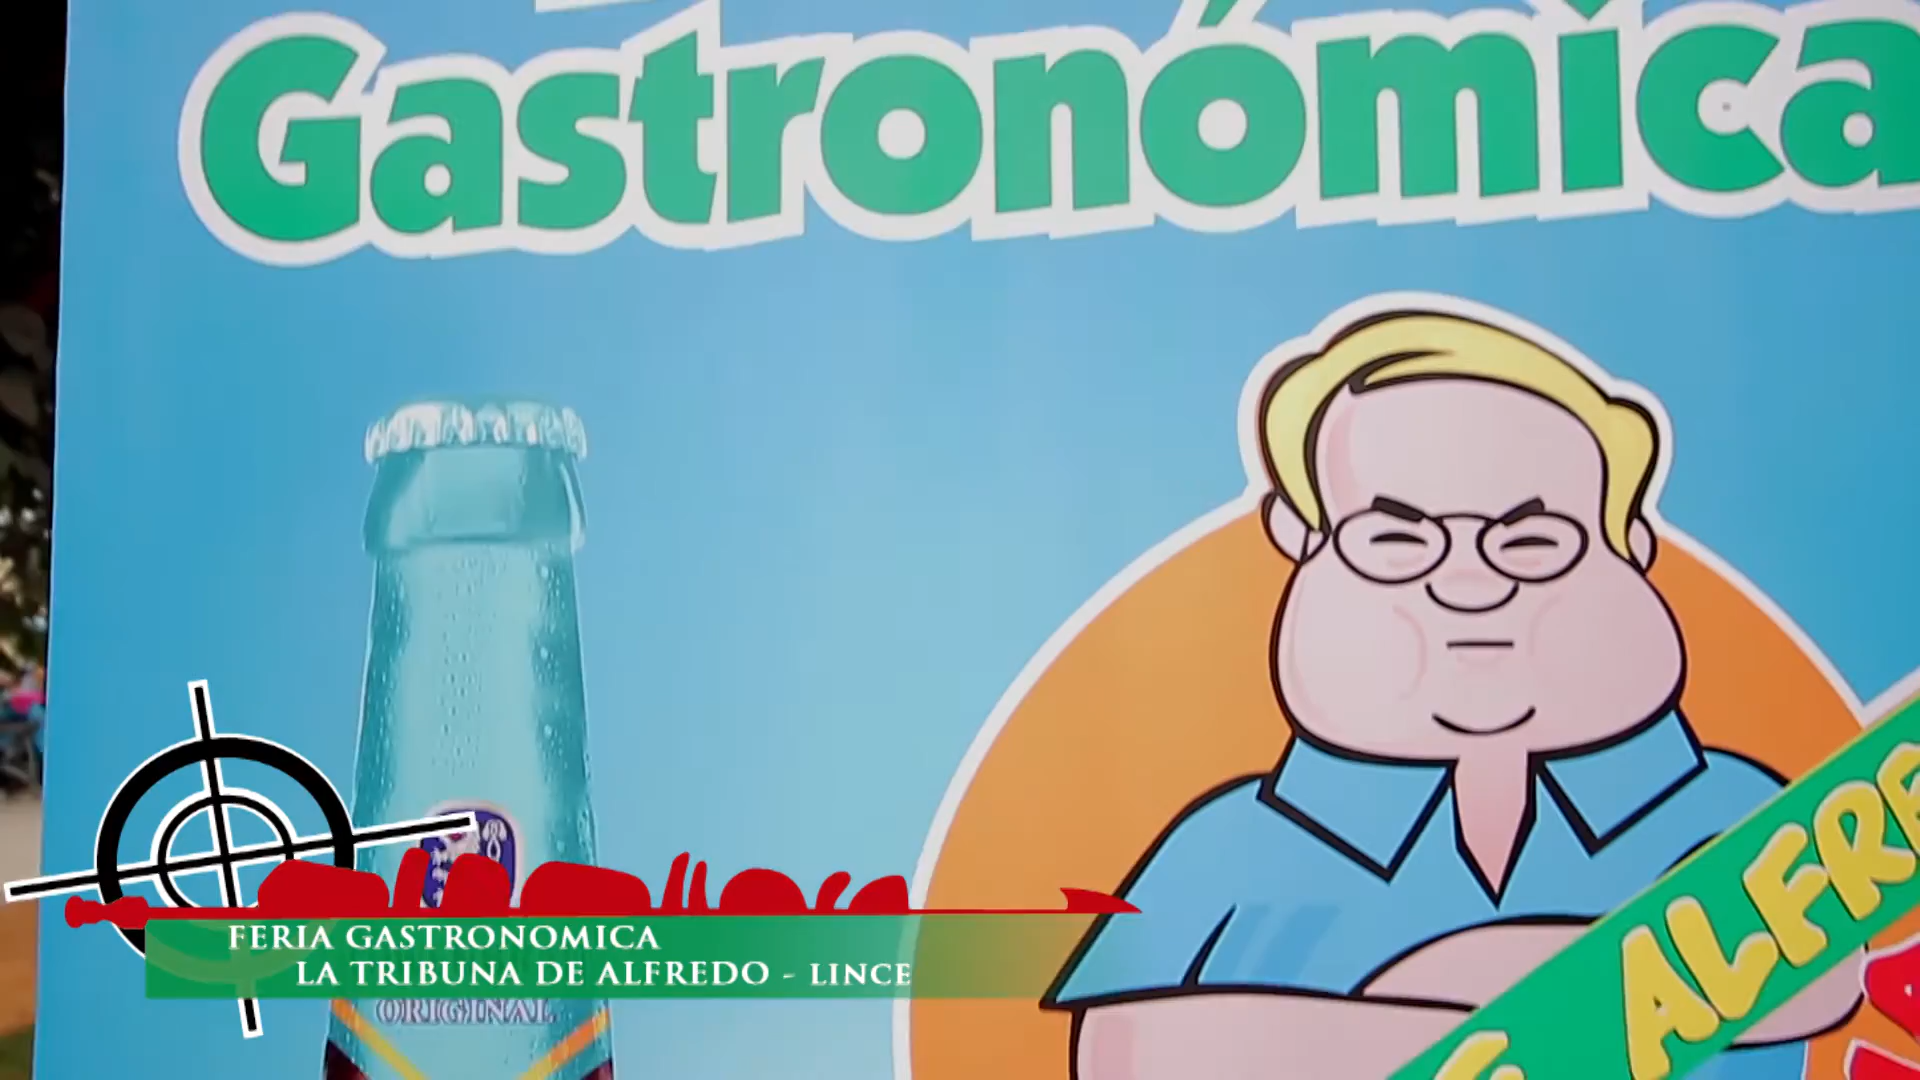 Gastronómica
E ALFRE
FERIA GASTRONOMICA
LA TRIBUNA DE ALFREDO - LINCE
ORIGINAL